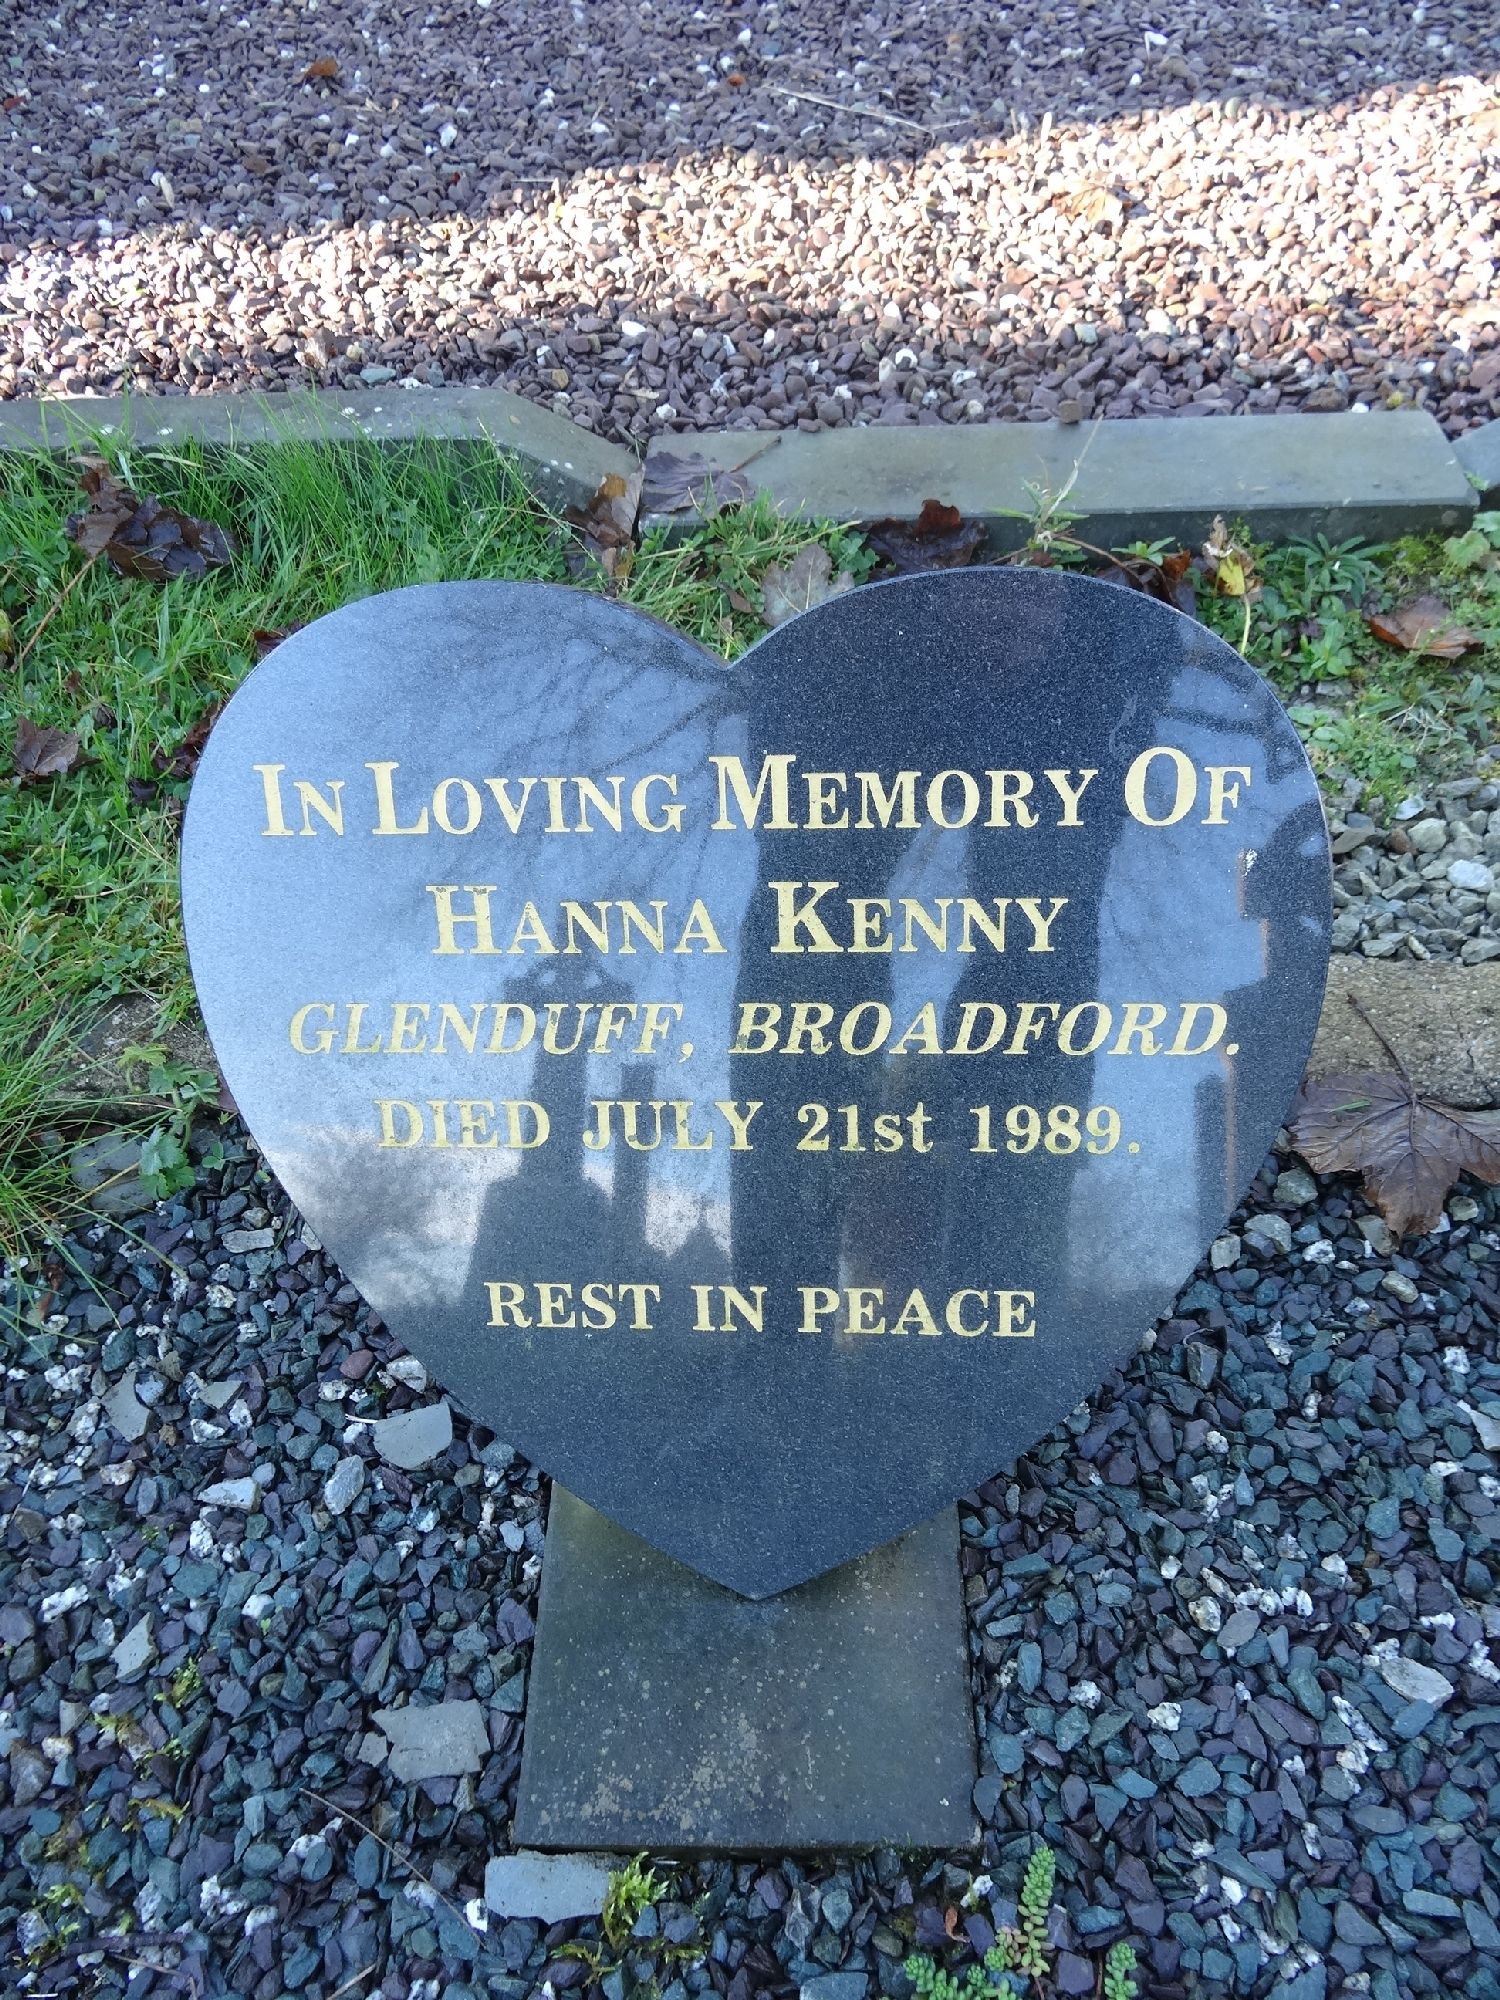 In Loving Memory Of
Hanna Kenny
GLENDUFF, BROADFORD.
DIED JULY 21st 1989.
REST IN PEACE